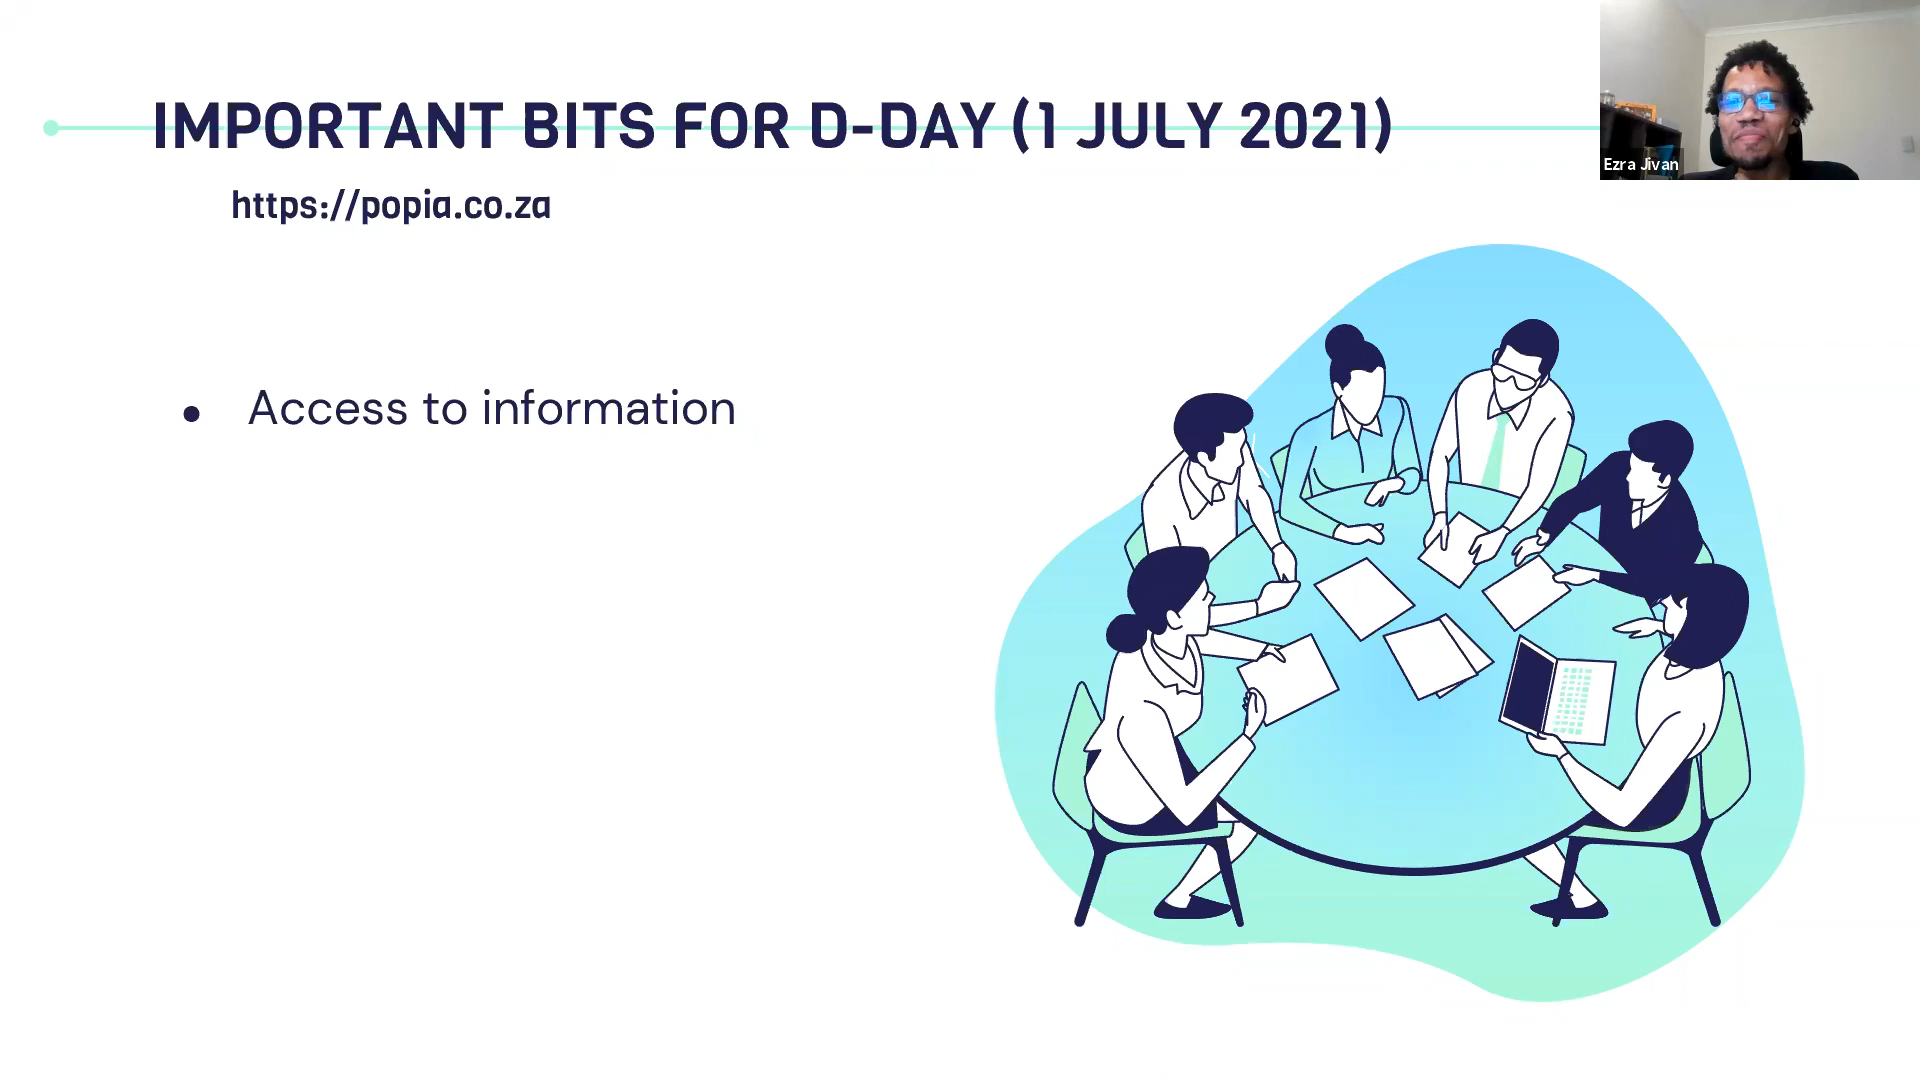 IMPORTANT BITS FOR D-DAY (1 JULY 2021)
https://popia.co.za
Ezra Jivan
• Access to information